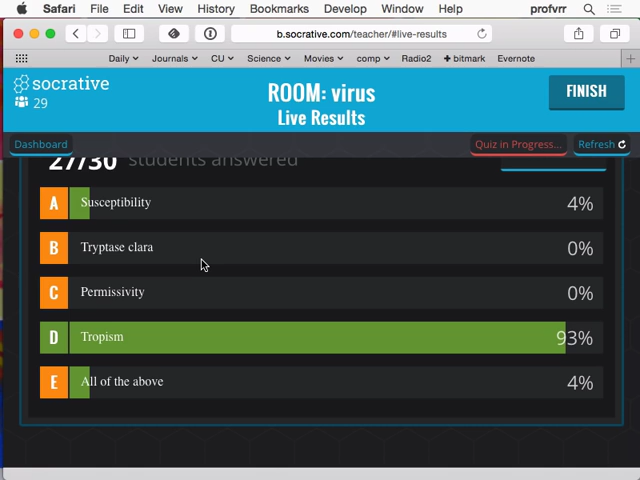 Safari File Edit View History Bookmarks Develop Window Help profvrr
b.socrative.com/teacher/#live-results
Daily Journals CU Science Movies comp Radio2 + bitmark Evernote
socrative
29
ROOM: virus
Live Results
FINISH
Dashboard
Quiz in Progress...
Refresh
27/30 students answered
A Susceptibility 4%
B Tryptase clara 0%
C Permissivity 0%
D Tropism 93%
E All of the above 4%